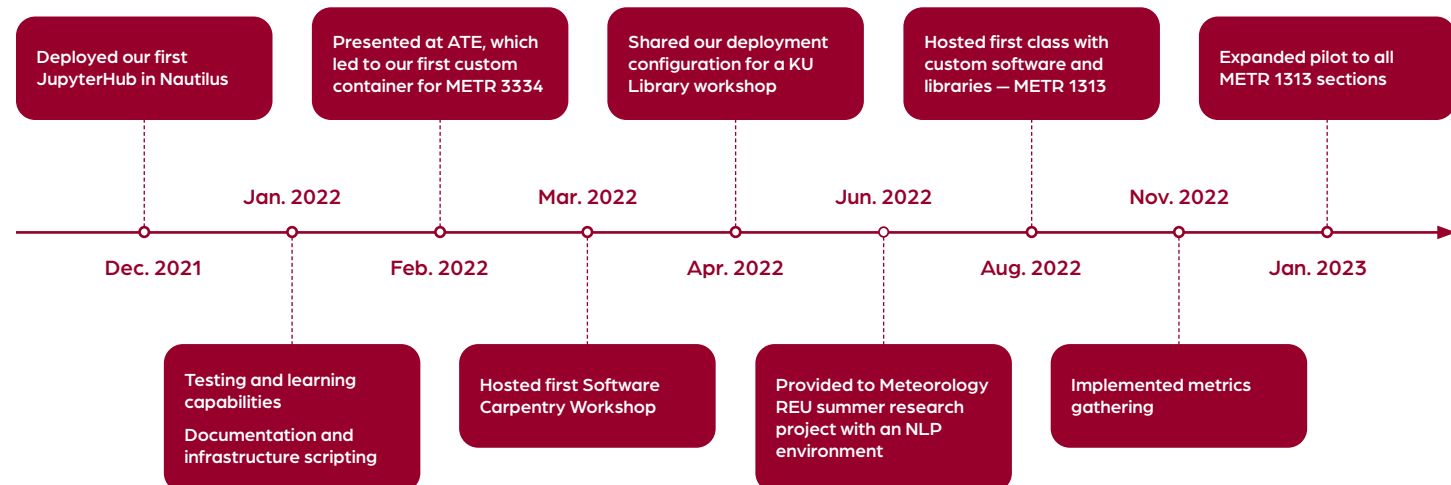 Deployed our first
JupyterHub in Nautilus
Presented at ATE, which
led to our first custom
container for METR 3334
Shared our deployment
configuration for a KU
Library workshop
Hosted first class with
custom software and
libraries — METR 1313
Expanded pilot to all
METR 1313 sections
Jan. 2022
Mar. 2022
Jun. 2022
Nov. 2022
Dec. 2021
Feb. 2022
Apr. 2022
Aug. 2022
Jan. 2023
Testing and learning
capabilities
Documentation and
infrastructure scripting
Hosted first Software
Carpentry Workshop
Provided to Meteorology
REU summer research
project with an NLP
environment
Implemented metrics
gathering